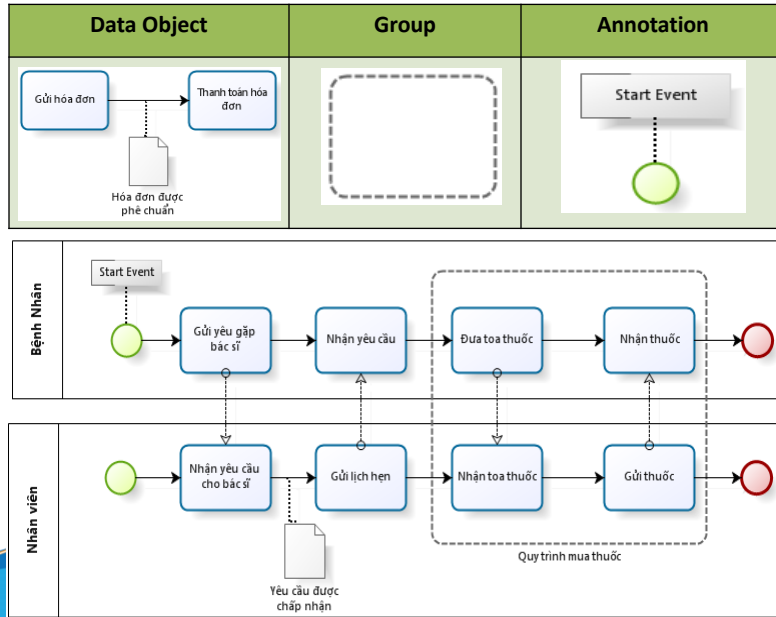 Data Object
Group
Annotation
Gửi hóa đơn
Thanh toán hóa
đơn
Hóa đơn được
phê chuẩn
Start Event
Bệnh Nhân
Start Event
Gửi yêu gặp
bác sĩ
Nhận yêu cầu
Đưa toa thuốc
Nhận thuốc
Nhân viên
Nhận yêu cầu
cho bác sĩ
Gửi lịch hẹn
Nhận toa thuốc
Gửi thuốc
Yêu cầu được
chấp nhận
Quy trình mua thuốc